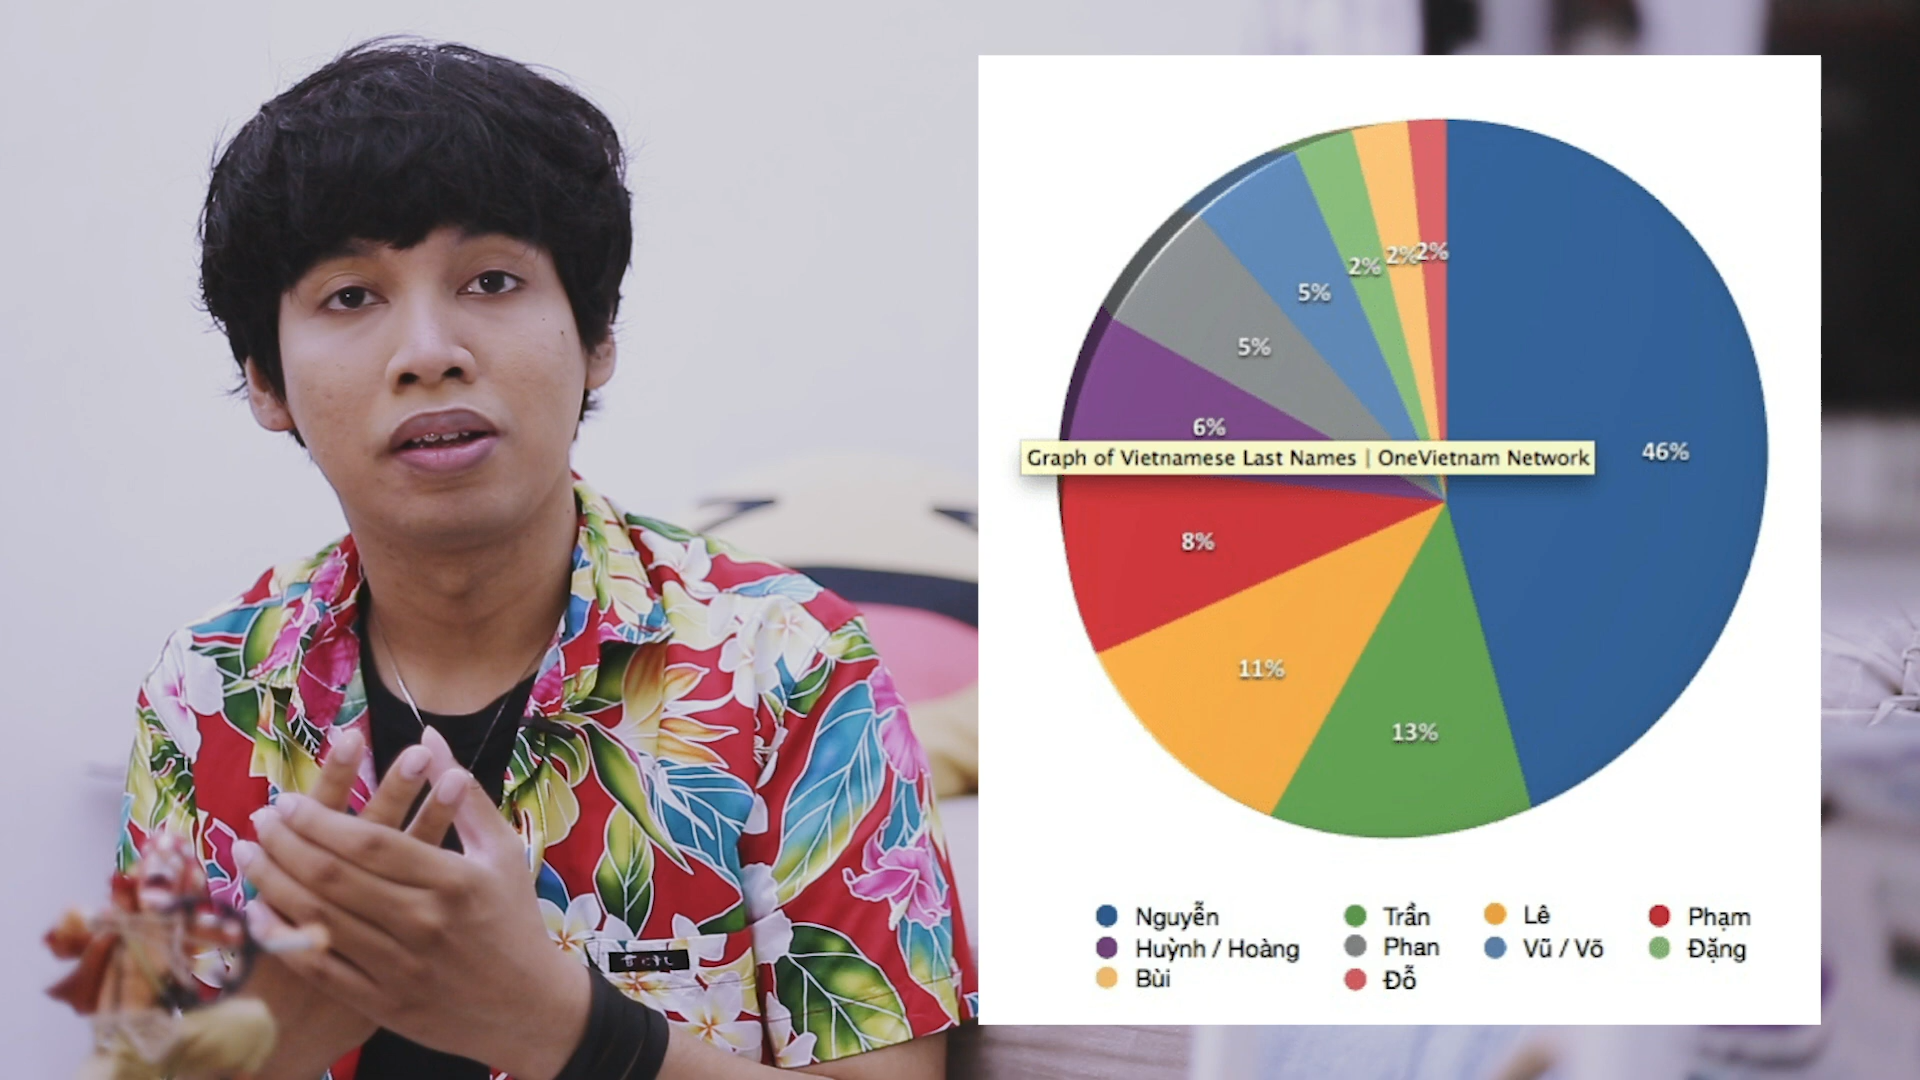 2%
2%
2%
5%
5%
6%
46%
Graph of Vietnamese Last Names | OneVietnam Network
8%
11%
13%
Nguyễn
Trần
Lê
Phạm
Huỳnh / Hoàng
Phan
Vũ / Võ
Đặng
Bùi
Đỗ